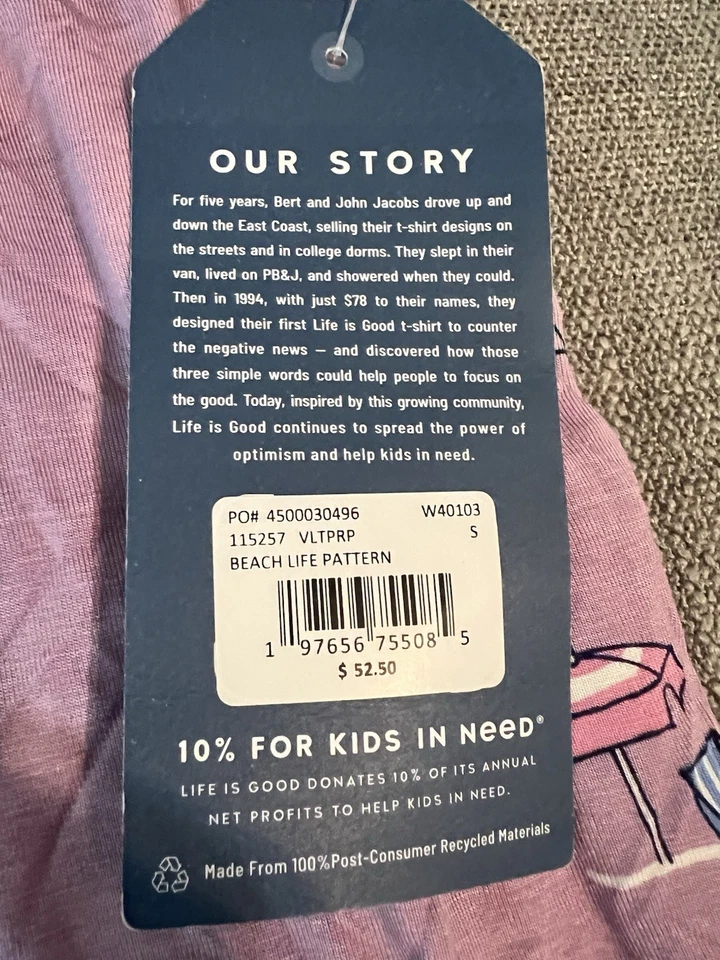 OUR STORY
For five years, Bert and John Jacobs drove up and
down the East Coast, selling their t-shirt designs on
the streets and in college dorms. They slept in their
van, lived on PB&J, and showered when they could.
Then in 1994, with just $78 to their names, they
designed their first Life is Good t-shirt to counter
the negative news — and discovered how those
three simple words could help people to focus on
the good. Today, inspired by this growing community,
Life is Good continues to spread the power of
optimism and help kids in need.
PO# 4500030496 W40103
115257 VLTPRP S
BEACH LIFE PATTERN
1 97656 75508 5
$ 52.50
10% FOR KIDS IN NeeD®
LIFE IS GOOD DONATES 10% OF ITS ANNUAL
NET PROFITS TO HELP KIDS IN NEED.
Made From 100%Post-Consumer Recycled Materials